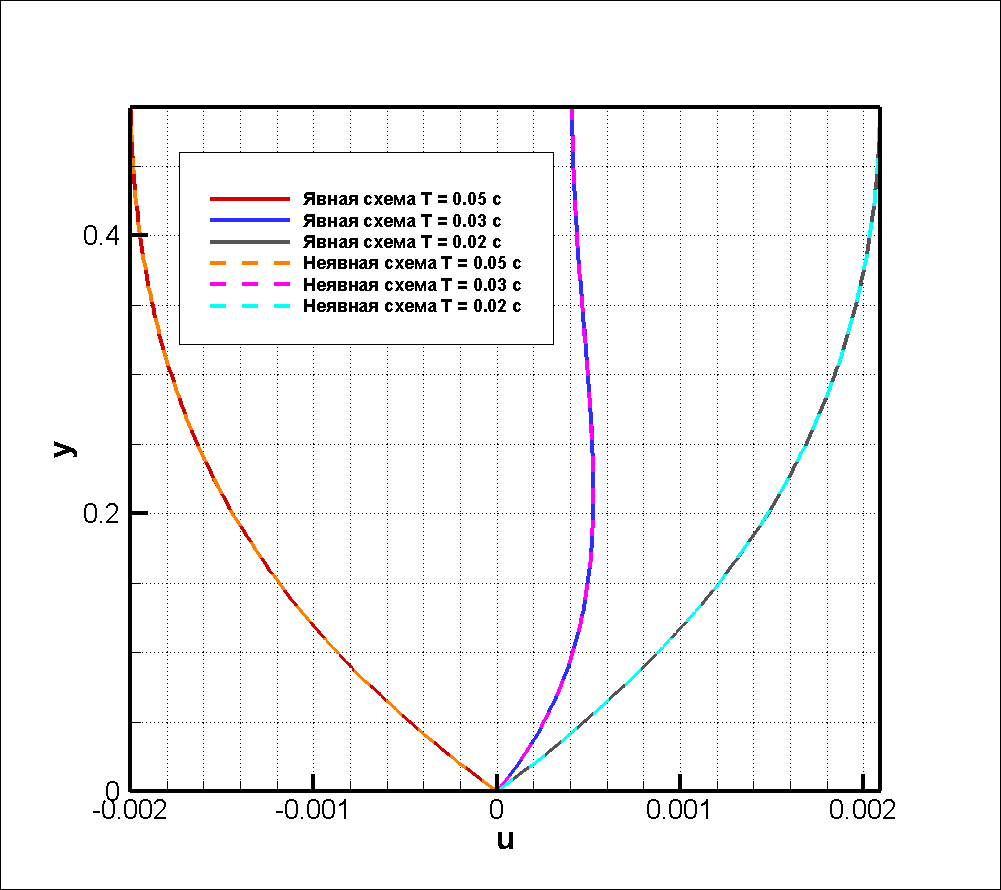 Явная схема T = 0.05 с
Явная схема T = 0.03 с
Явная схема T = 0.02 с
Неявная схема T = 0.05 с
Неявная схема T = 0.03 с
Неявная схема T = 0.02 с
0.4
y
0.2
0
-0.002 -0.001 0 0.001 0.002
u